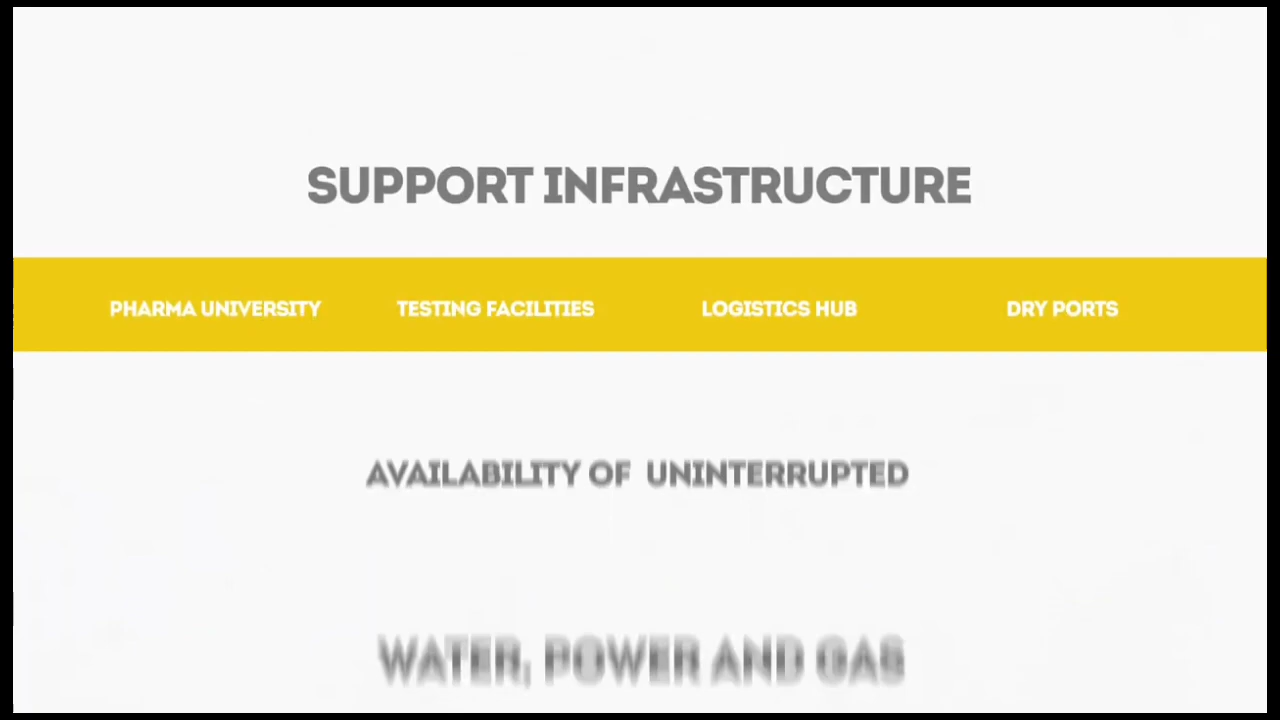 SUPPORT INFRASTRUCTURE
PHARMA UNIVERSITY TESTING FACILITIES LOGISTICS HUB DRY PORTS
AVAILABILITY OF UNINTERRUPTED
WATER, POWER AND GAS